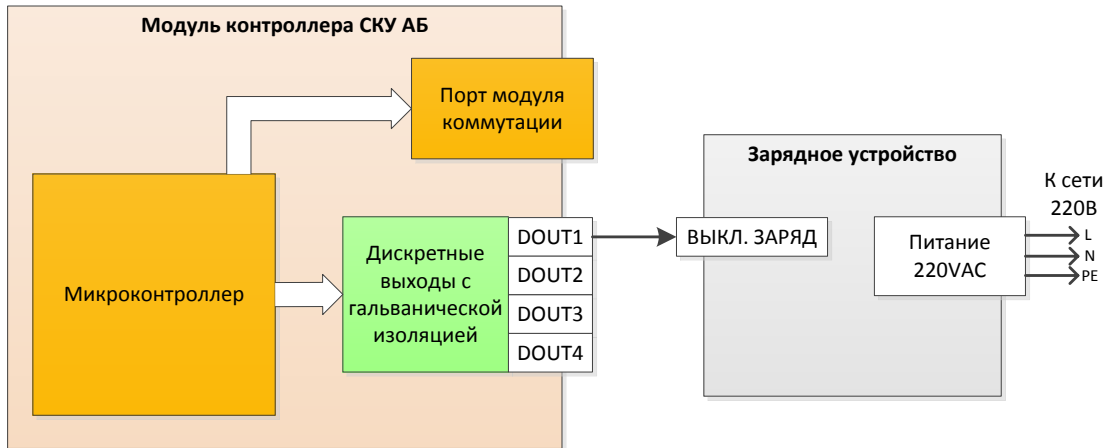 Модуль контроллера СКУ АБ
Порт модуля
коммутации
Микроконтроллер
Дискретные
выходы с
гальванической
изоляцией
DOUT1
DOUT2
DOUT3
DOUT4
Зарядное устройство
ВЫКЛ. ЗАРЯД
Питание
220VAC
К сети
220В
L
N
PE